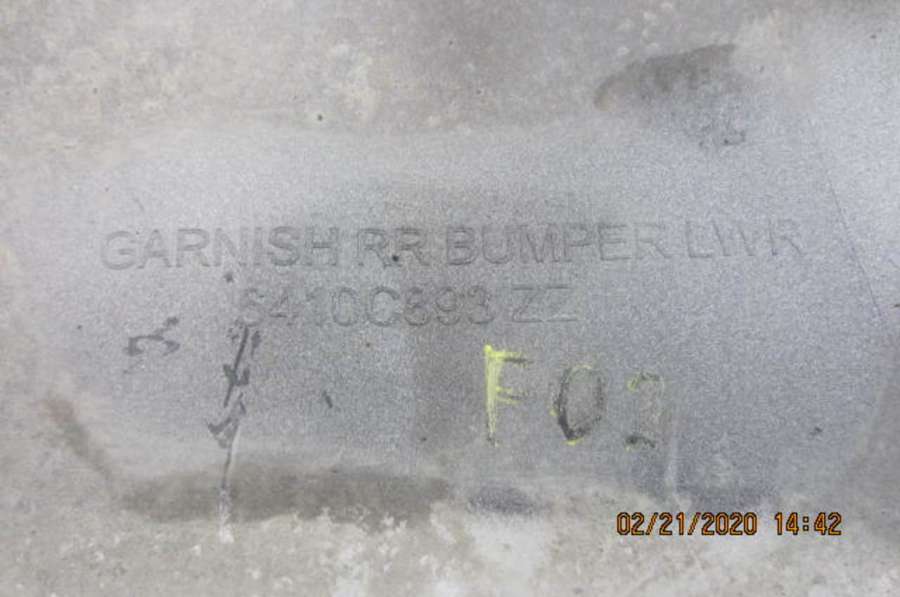 GARNISH RR BUMPER LWR
6410C893 ZZ
F02
02/21/2020 14:42